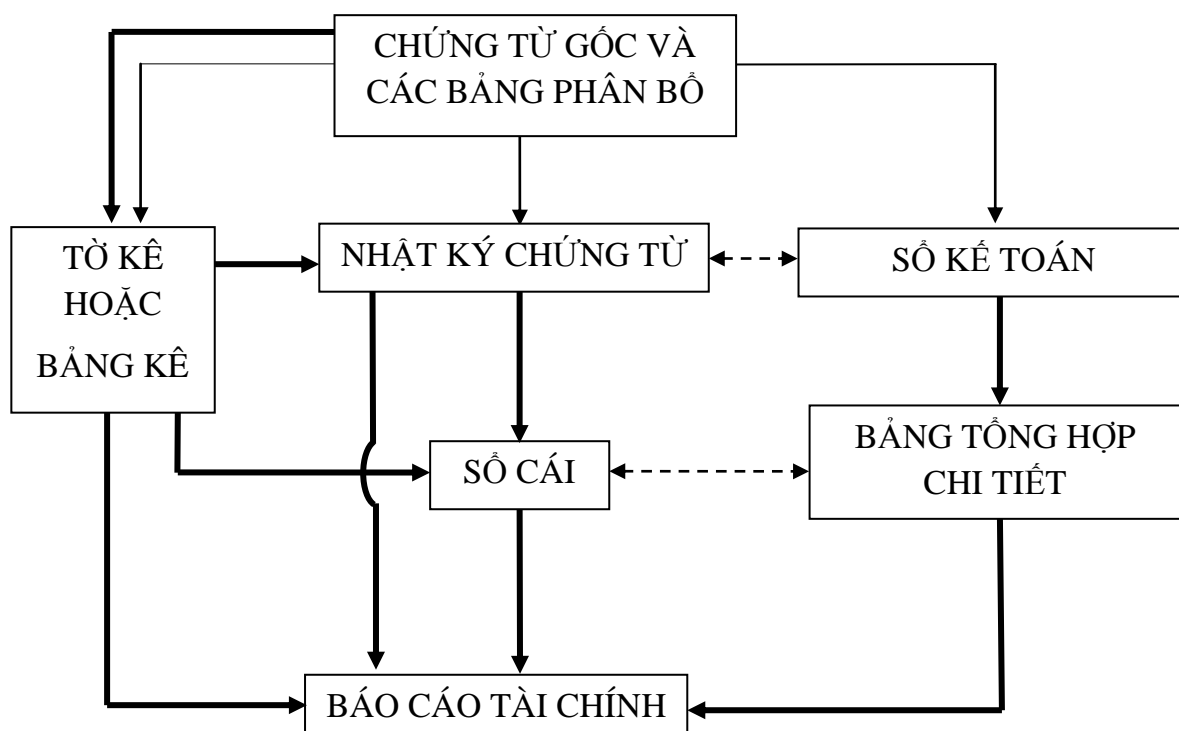 CHỨNG TỪ GỐC VÀ
CÁC BẢNG PHÂN BỔ
TỜ KÊ
HOẶC
BẢNG KÊ
NHẬT KÝ CHỨNG TỪ
SỔ KẾ TOÁN
SỔ CÁI
BẢNG TỔNG HỢP
CHI TIẾT
BÁO CÁO TÀI CHÍNH